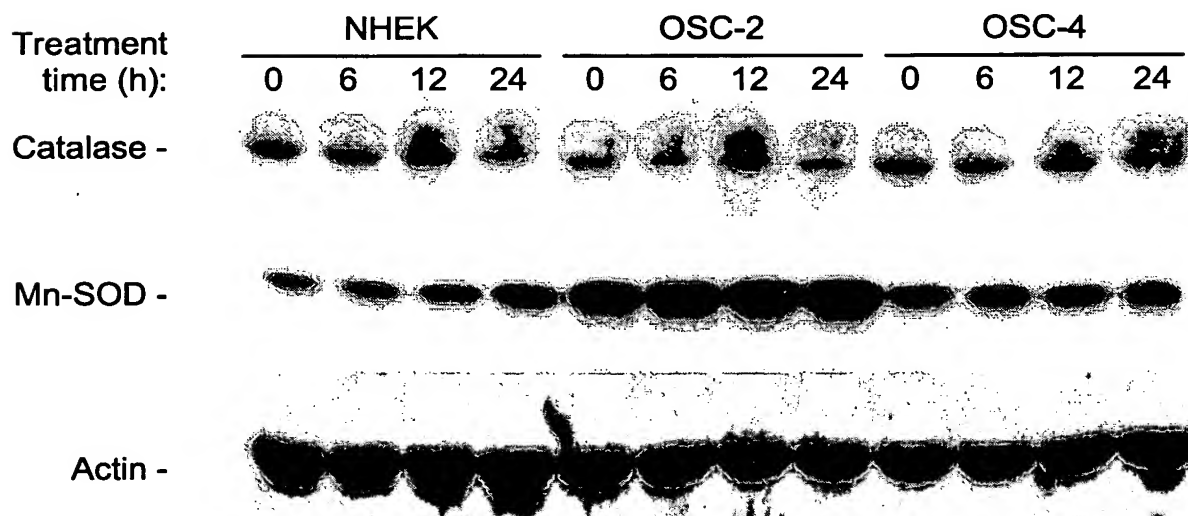 NHEK OSC-2 OSC-4
Treatment
time (h): 0 6 12 24 0 6 12 24 0 6 12 24
Catalase -
Mn-SOD -
Actin -